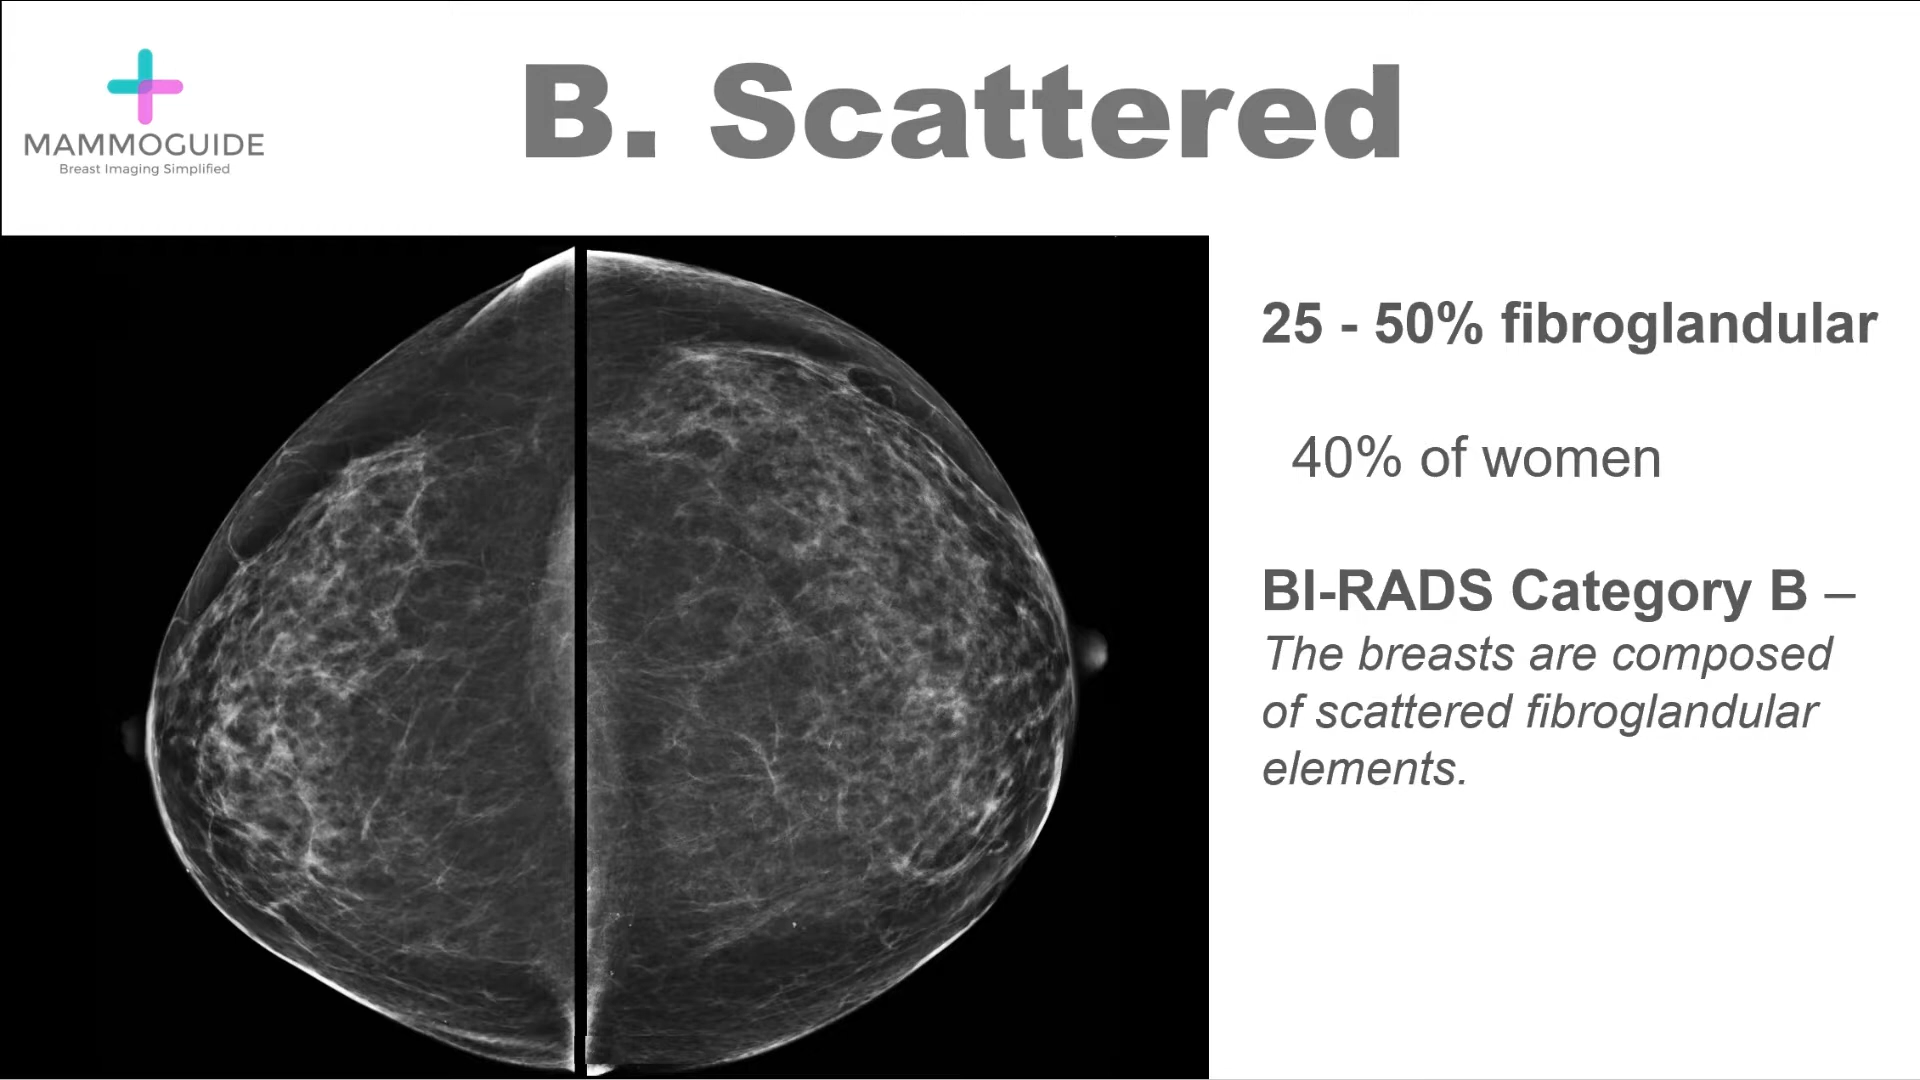 MAMMOGUIDE
Breast Imaging Simplified
B. Scattered
25 - 50% fibroglandular
40% of women
BI-RADS Category B –
The breasts are composed
of scattered fibroglandular
elements.